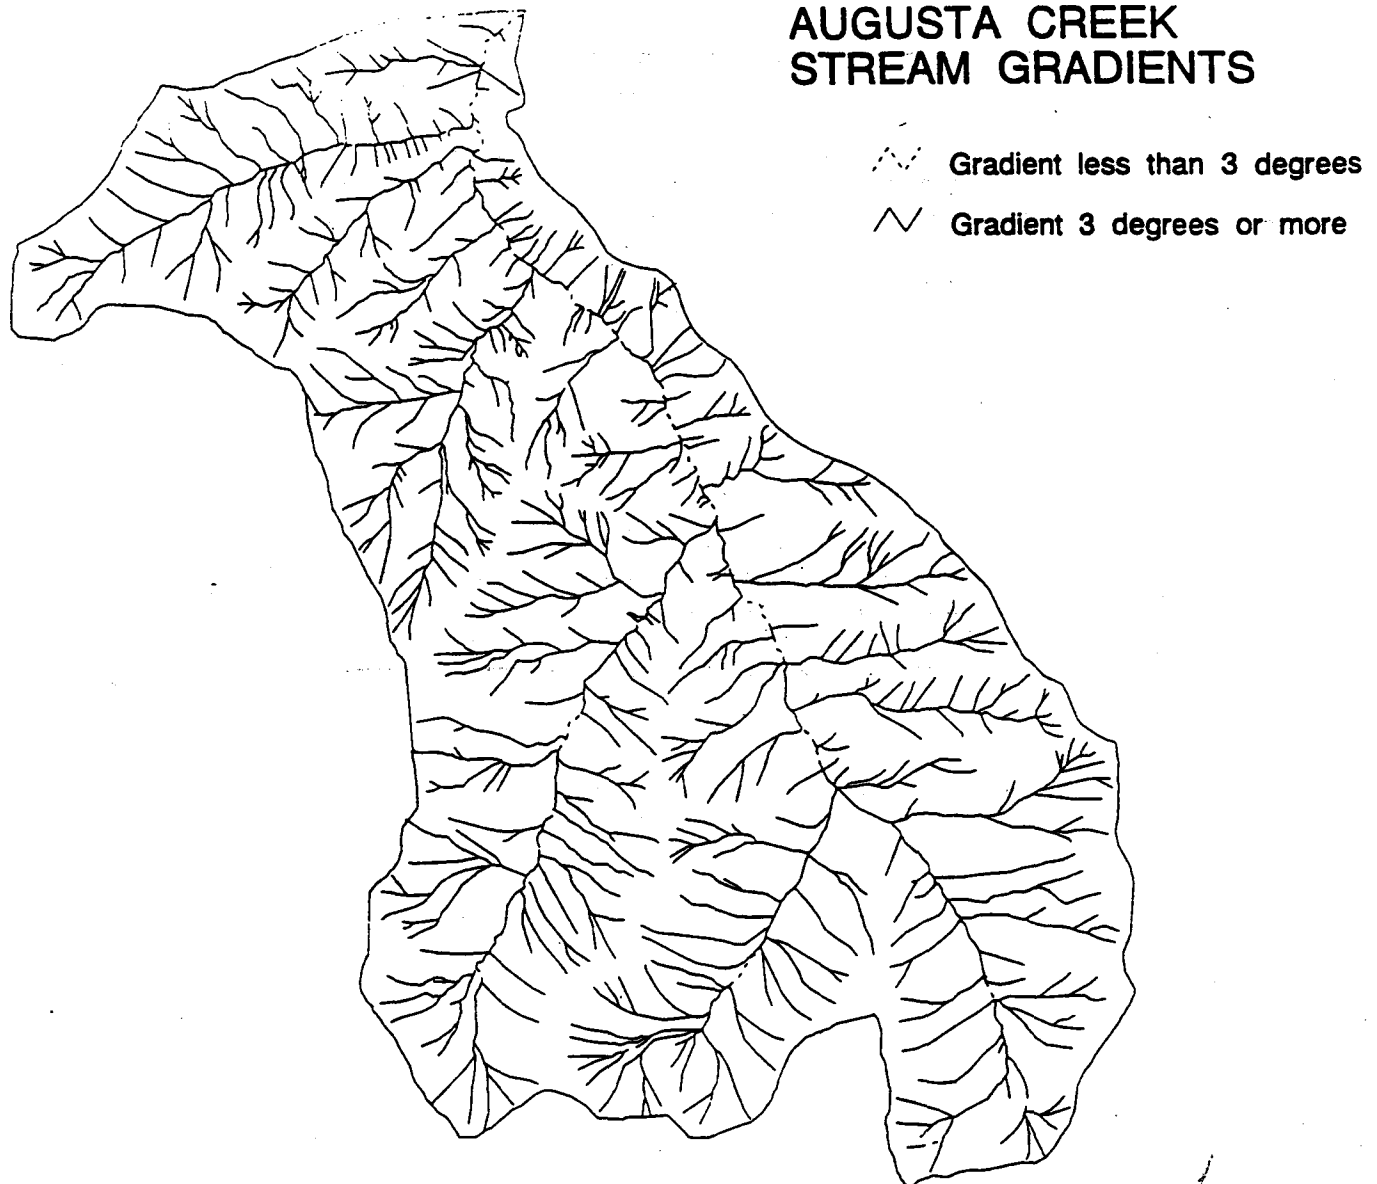 AUGUSTA CREEK
STREAM GRADIENTS
Gradient less than 3 degrees
Gradient 3 degrees or more